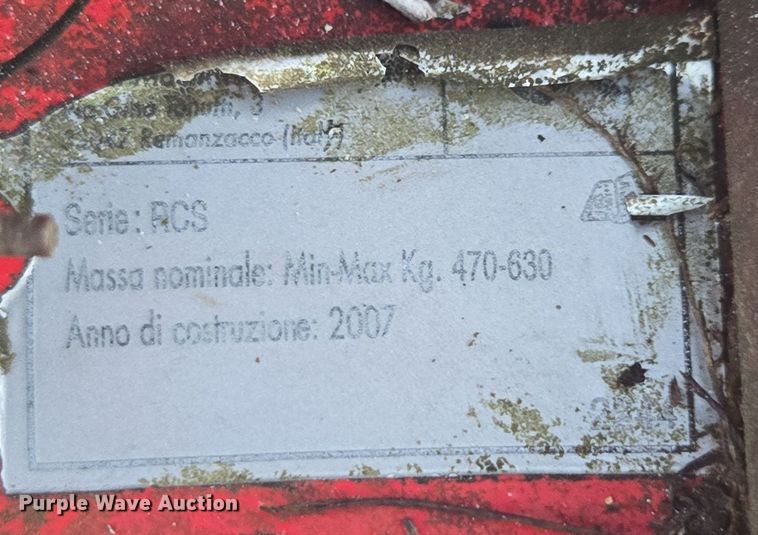 Remanzacco (Italy)
Serie: RCS
Massa nominale: Min-Max Kg. 470-630
Anno di costruzione: 2007
Purple Wave Auction